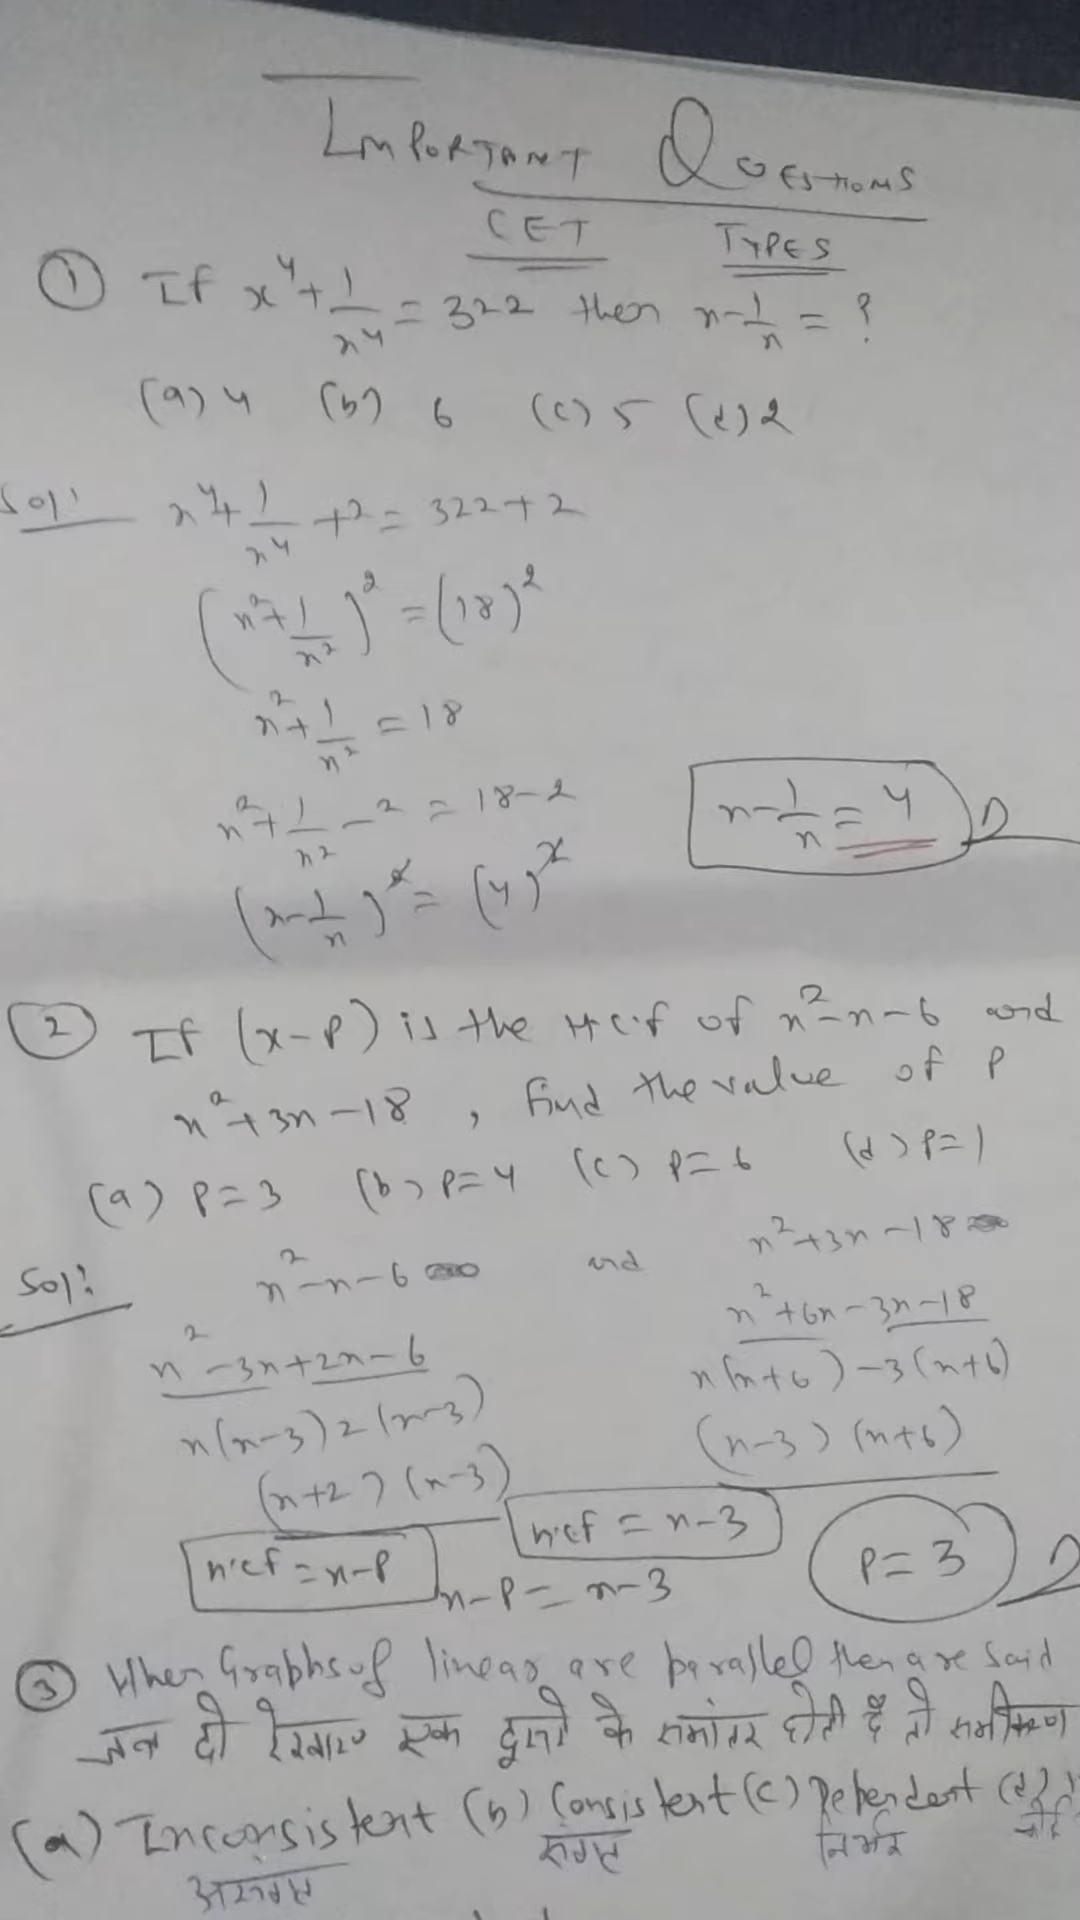 IMPORTANT QUESTIONS
CET TYPES
① If x⁴+1/x⁴ = 322 then x-1/x = ?
(a) 4 (b) 6 (c) 5 (d) 2
Sol: x⁴+1/x⁴+2 = 322+2
(x²+1/x²)² = (18)²
x²+1/x² = 18
x²+1/x²-2 = 18-2
x-1/x = 4
(x-1/x)² = (4)²
② If (x-P) is the H.C.f of x²-x-6 and
x²+3x-18, find the value of P
(a) P=3 (b) P=4 (c) P=6 (d) P=1
Sol: x²-x-6 and x²+3x-18
x²-3x+2x-6
x²+6x-3x-18
x(x-3)2(x-3)
x(x+6)-3(x+6)
(x+2)(x-3)
(x-3)(x+6)
H.Cf = x-P
H.Cf = x-3
x-P = x-3
P=3
③ When Graphs of linear are parallel then are Said
जब दो रेखाए एक दूसरे के समांतर होती है तो समीकरण
(a) Inconsistent (b) Consistent (c) Dependent (d)
असंगत संगत निर्भर